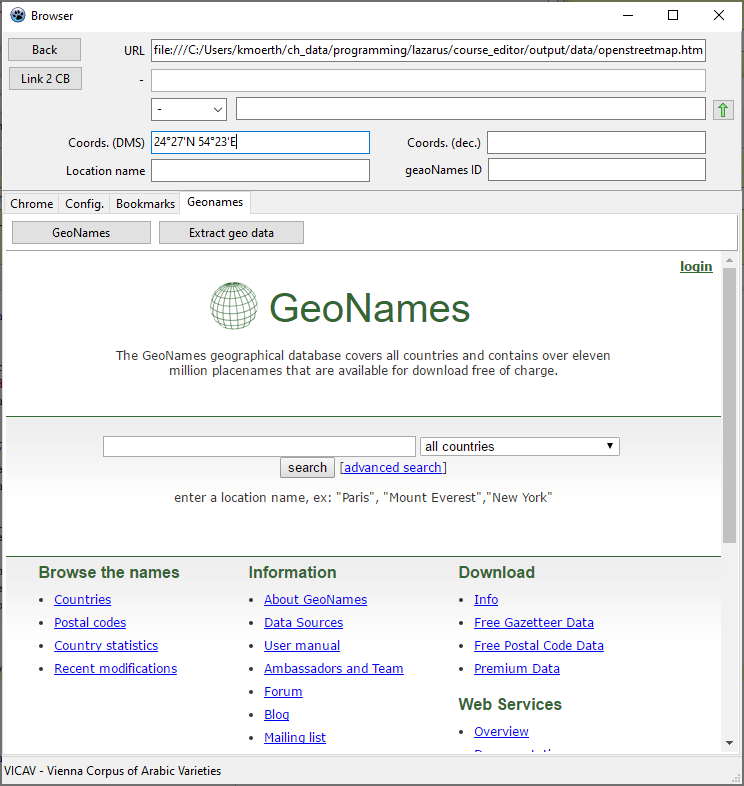 Browser
Back
URL
file:///C:/Users/kmoerth/ch_data/programming/lazarus/course_editor/output/data/openstreetmap.htm
Link 2 CB
-
-
Coords. (DMS)
24°27'N 54°23'E
Coords. (dec.)
Location name
geaoNames ID
Chrome Config. Bookmarks Geonames
GeoNames Extract geo data
login
GeoNames
The GeoNames geographical database covers all countries and contains over eleven
million placenames that are available for download free of charge.
all countries
search [advanced search]
enter a location name, ex: "Paris", "Mount Everest","New York"
Browse the names
Countries
Postal codes
Country statistics
Recent modifications
Information
About GeoNames
Data Sources
User manual
Ambassadors and Team
Forum
Blog
Mailing list
Download
Info
Free Gazetteer Data
Free Postal Code Data
Premium Data
Web Services
Overview
VICAV - Vienna Corpus of Arabic Varieties